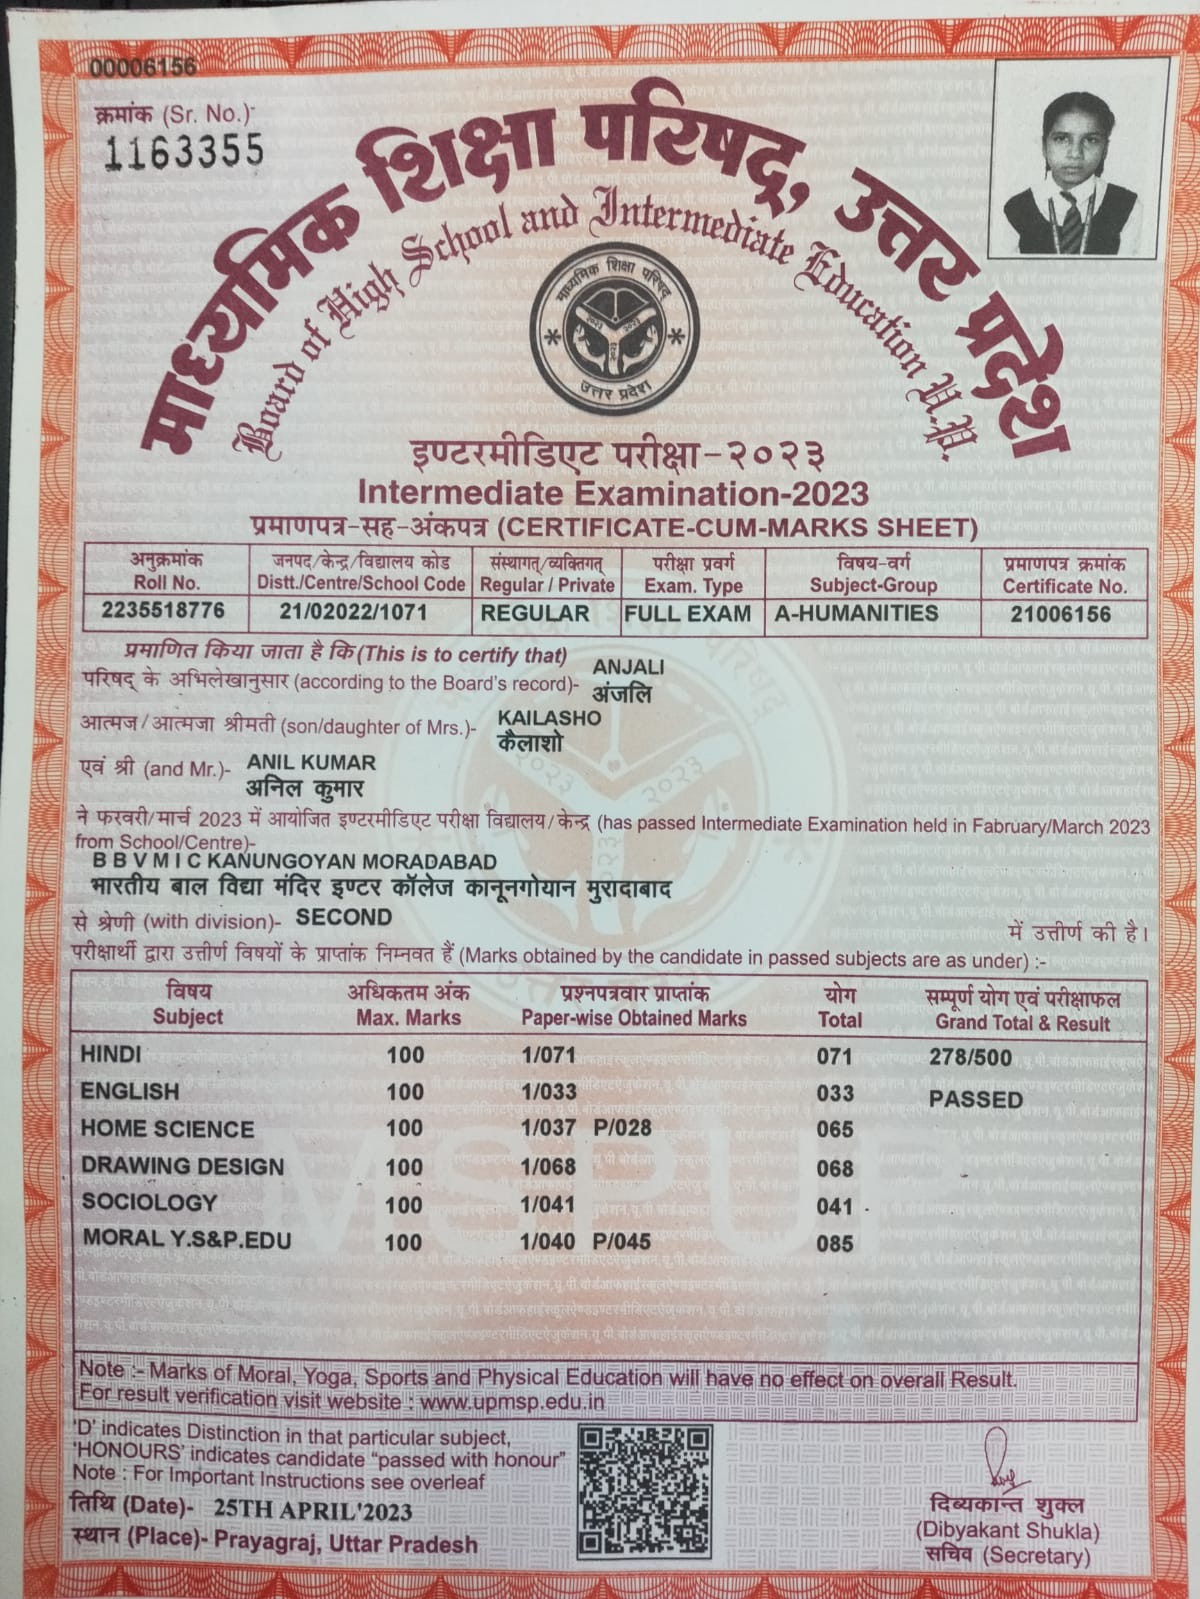 00006156
क्रमांक (Sr. No.)-
1163355
माध्यमिक शिक्षा परिषद्, उत्तर प्रदेश
Board of High School and Intermediate Education U.P.
माध्यमिक शिक्षा परिषद्
उत्तर प्रदेश
इण्टरमीडिएट परीक्षा-२०२३
Intermediate Examination-2023
प्रमाणपत्र-सह-अंकपत्र (CERTIFICATE-CUM-MARKS SHEET)
अनुक्रमांक जनपद/केन्द्र/विद्यालय कोड संस्थागत्/व्यक्तिगत् परीक्षा प्रवर्ग विषय-वर्ग प्रमाणपत्र क्रमांक
Roll No. Distt./Centre/School Code Regular / Private Exam. Type Subject-Group Certificate No.
2235518776 21/02022/1071 REGULAR FULL EXAM A-HUMANITIES 21006156
प्रमाणित किया जाता है कि (This is to certify that) ANJALI
परिषद् के अभिलेखानुसार (according to the Board's record)- अंजलि
आत्मज/आत्मजा श्रीमती (son/daughter of Mrs.)- KAILASHO
कैलाशो
एवं श्री (and Mr.)- ANIL KUMAR
अनिल कुमार
ने फरवरी/मार्च 2023 में आयोजित इण्टरमीडिएट परीक्षा विद्यालय/केन्द्र (has passed Intermediate Examination held in Fabruary/March 2023
from School/Centre)-
B B V M I C KANUNGOYAN MORADABAD
भारतीय बाल विद्या मंदिर इण्टर कॉलेज कानूनगोयान मुरादाबाद
से श्रेणी (with division)- SECOND में उत्तीर्ण की है।
परीक्षार्थी द्वारा उत्तीर्ण विषयों के प्राप्तांक निम्नवत हैं (Marks obtained by the candidate in passed subjects are as under) :-
विषय अधिकतम अंक प्रश्नपत्रवार प्राप्तांक योग सम्पूर्ण योग एवं परीक्षाफल
Subject Max. Marks Paper-wise Obtained Marks Total Grand Total & Result
HINDI 100 1/071 071 278/500
ENGLISH 100 1/033 033 PASSED
HOME SCIENCE 100 1/037 P/028 065
DRAWING DESIGN 100 1/068 068
SOCIOLOGY 100 1/041 041
MORAL Y.S&P.EDU 100 1/040 P/045 085
Note :- Marks of Moral, Yoga, Sports and Physical Education will have no effect on overall Result.
For result verification visit website : www.upmsp.edu.in
'D' indicates Distinction in that particular subject,
'HONOURS' indicates candidate "passed with honour"
Note : For Important Instructions see overleaf
तिथि (Date)- 25TH APRIL'2023
स्थान (Place)- Prayagraj, Uttar Pradesh
दिब्यकान्त शुक्ल
(Dibyakant Shukla)
सचिव (Secretary)